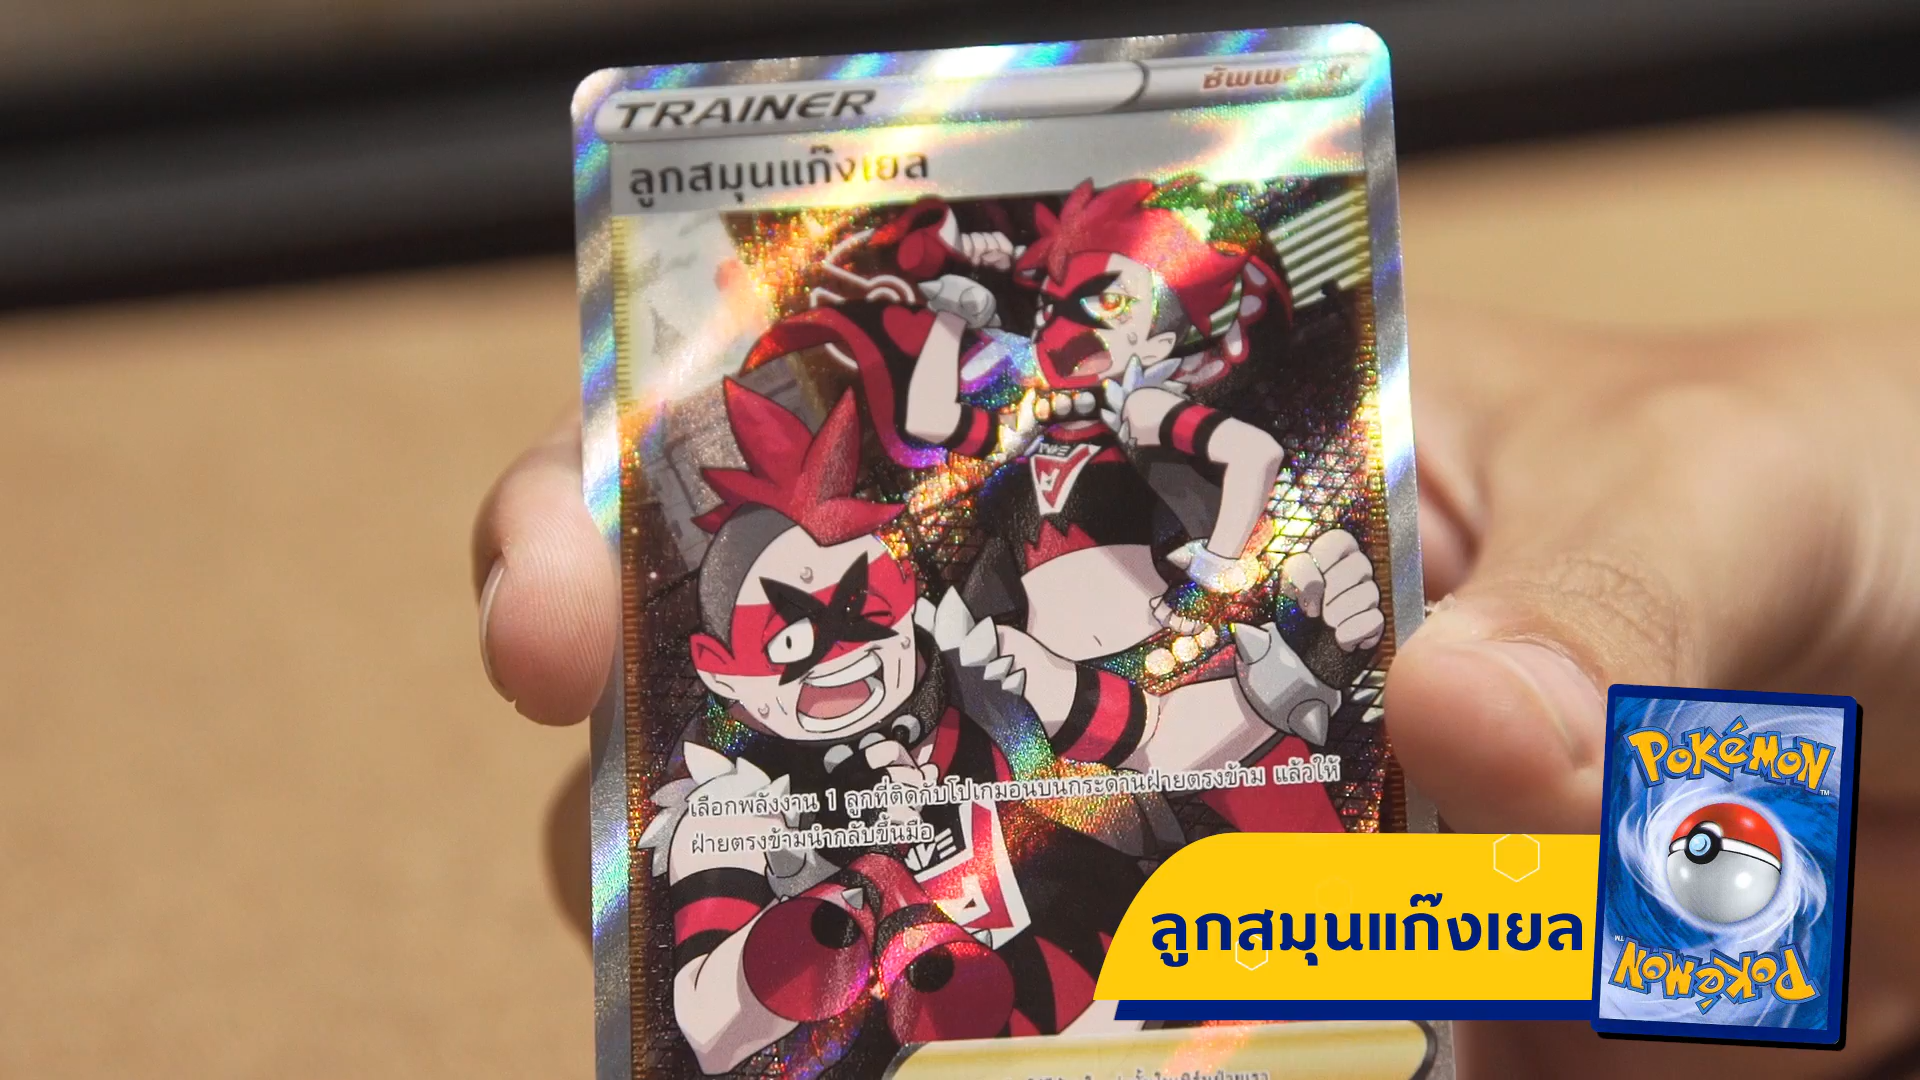 TRAINER
ลูกสมุนแก๊งเยล
เลือกพลังงาน 1 ลูกที่ติดกับโปเกมอนบนกระดานฝ่ายตรงข้าม แล้วให้
ฝ่ายตรงข้ามนำกลับขึ้นมือ
ลูกสมุนแก๊งเยล
POKéMON
POKéMON